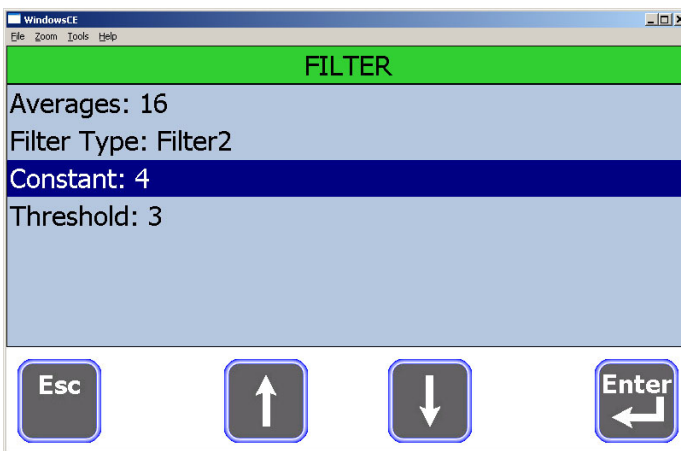 WindowsCE
File Zoom Tools Help
FILTER
Averages: 16
Filter Type: Filter2
Constant: 4
Threshold: 3
Esc
Enter